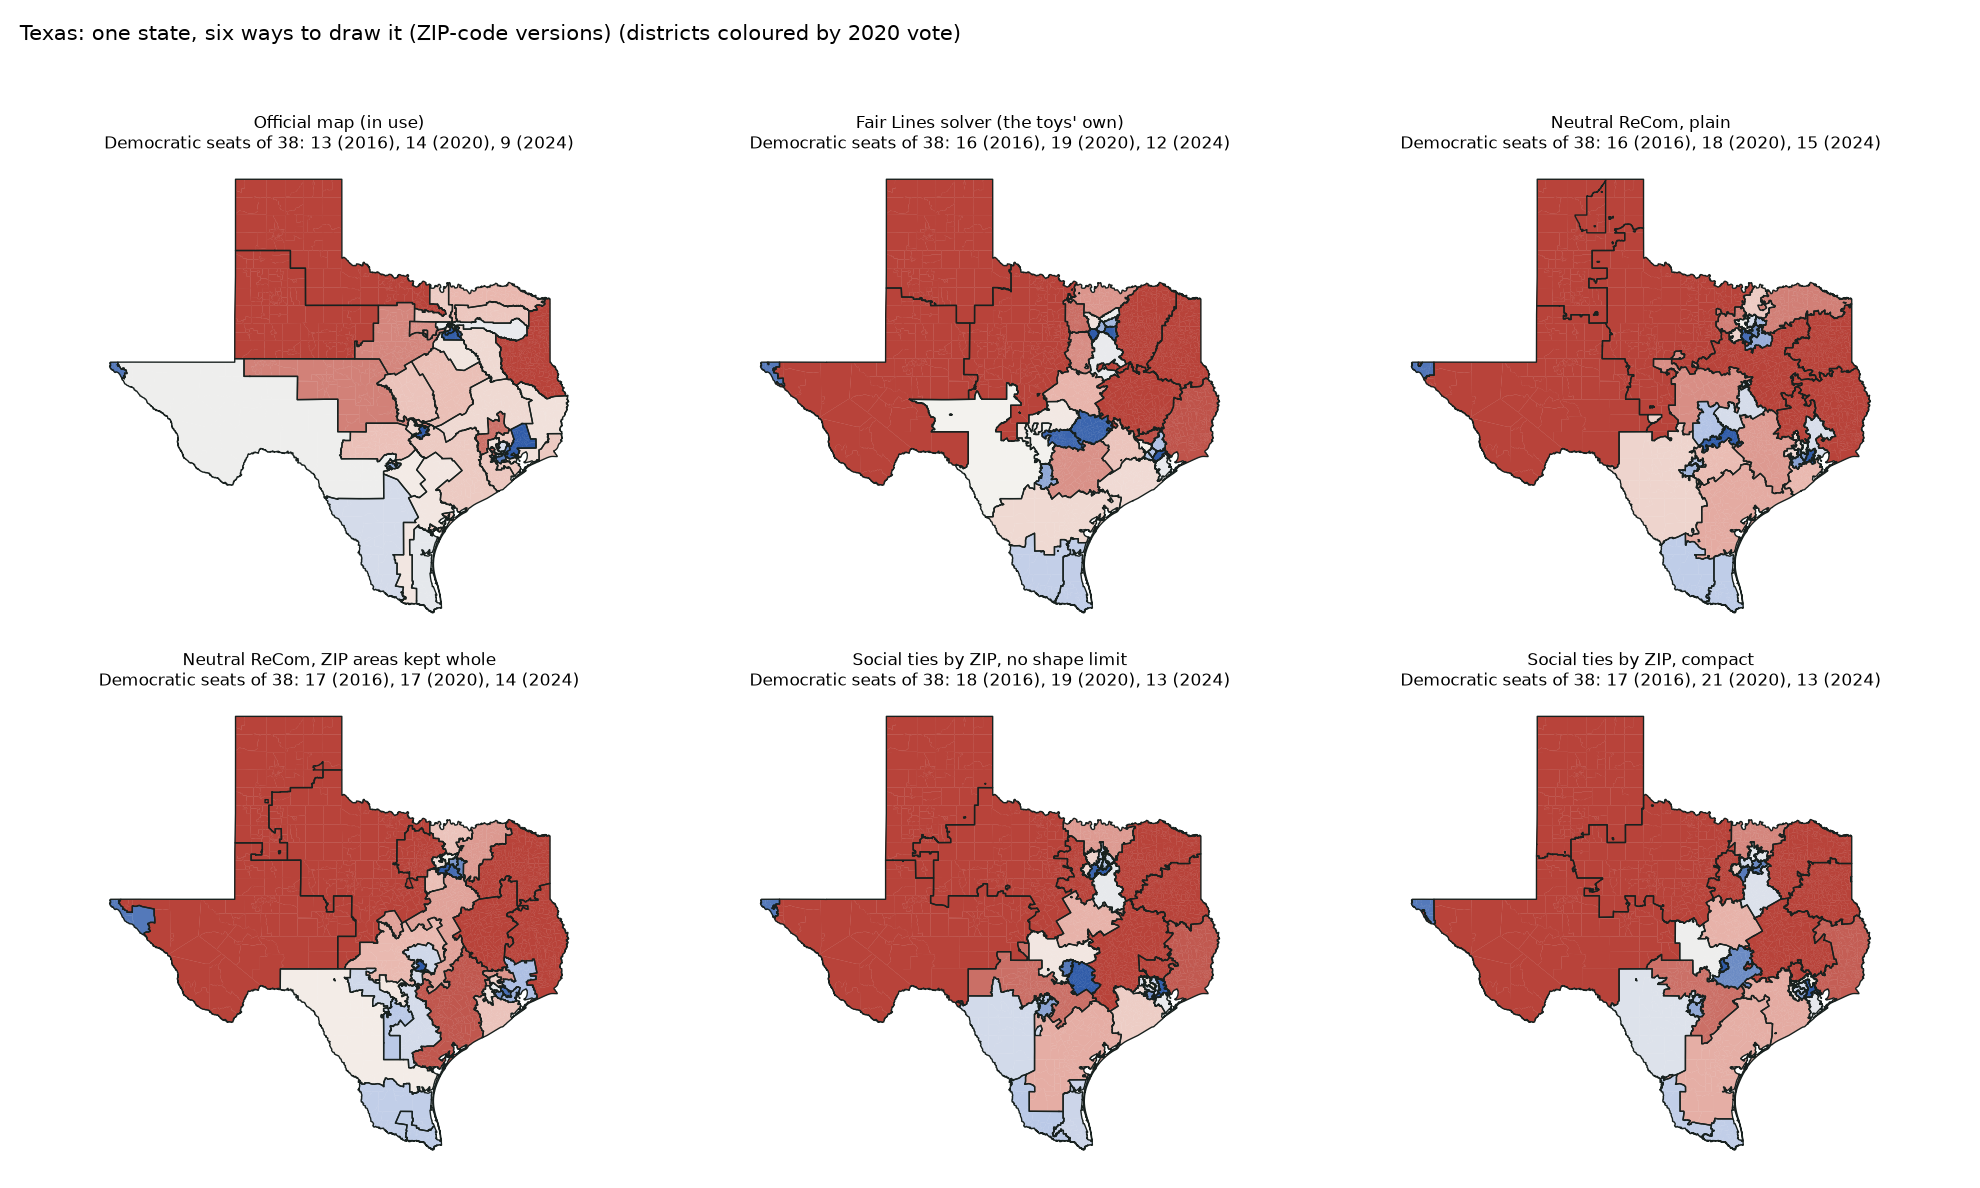 Texas: one state, six ways to draw it (ZIP-code versions) (districts coloured by 2020 vote)
Official map (in use)
Democratic seats of 38: 13 (2016), 14 (2020), 9 (2024)
Fair Lines solver (the toys' own)
Democratic seats of 38: 16 (2016), 19 (2020), 12 (2024)
Neutral ReCom, plain
Democratic seats of 38: 16 (2016), 18 (2020), 15 (2024)
Neutral ReCom, ZIP areas kept whole
Democratic seats of 38: 17 (2016), 17 (2020), 14 (2024)
Social ties by ZIP, no shape limit
Democratic seats of 38: 18 (2016), 19 (2020), 13 (2024)
Social ties by ZIP, compact
Democratic seats of 38: 17 (2016), 21 (2020), 13 (2024)